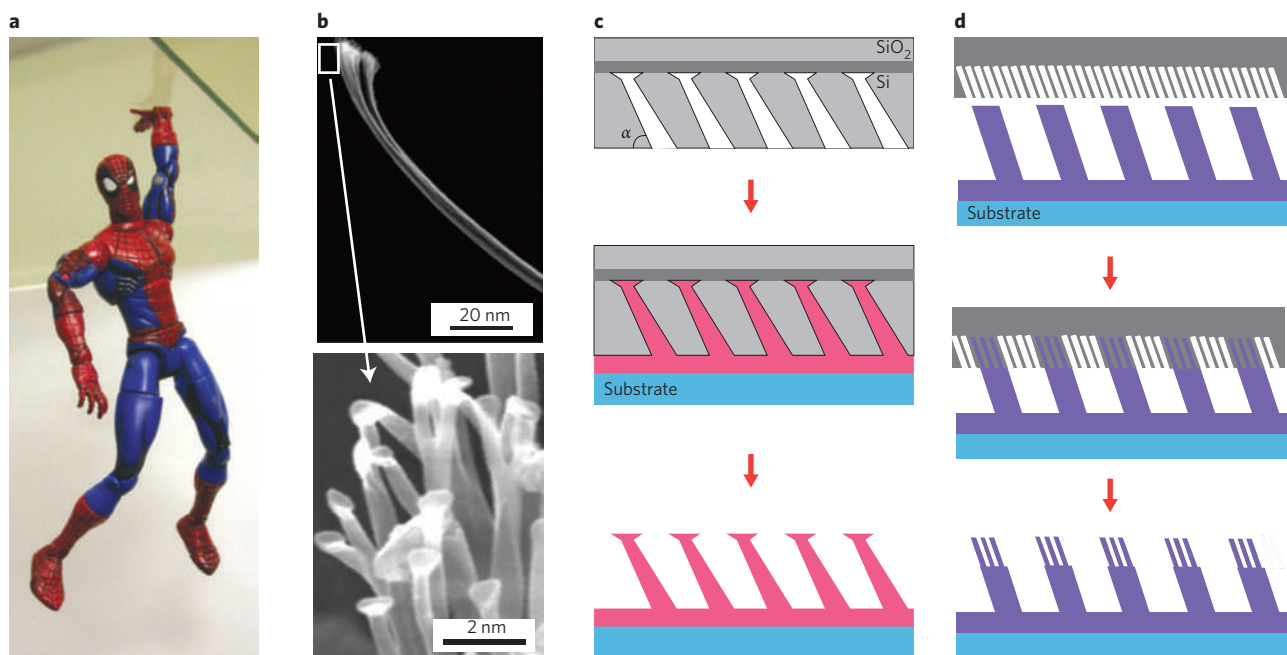 a
b
c
d
SiO₂
Si
α
20 nm
2 nm
Substrate
Substrate